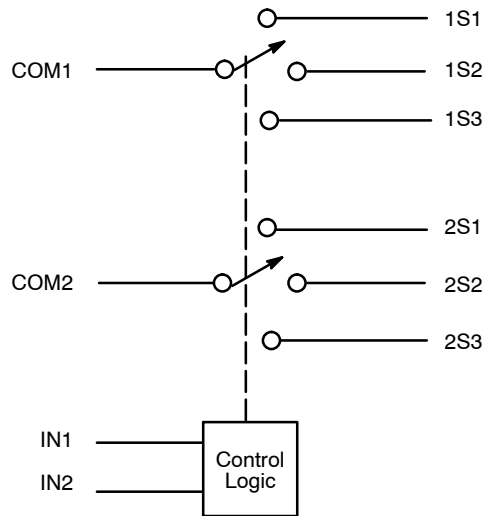 1S1
COM1
1S2
1S3
2S1
COM2
2S2
2S3
IN1
Control
Logic
IN2